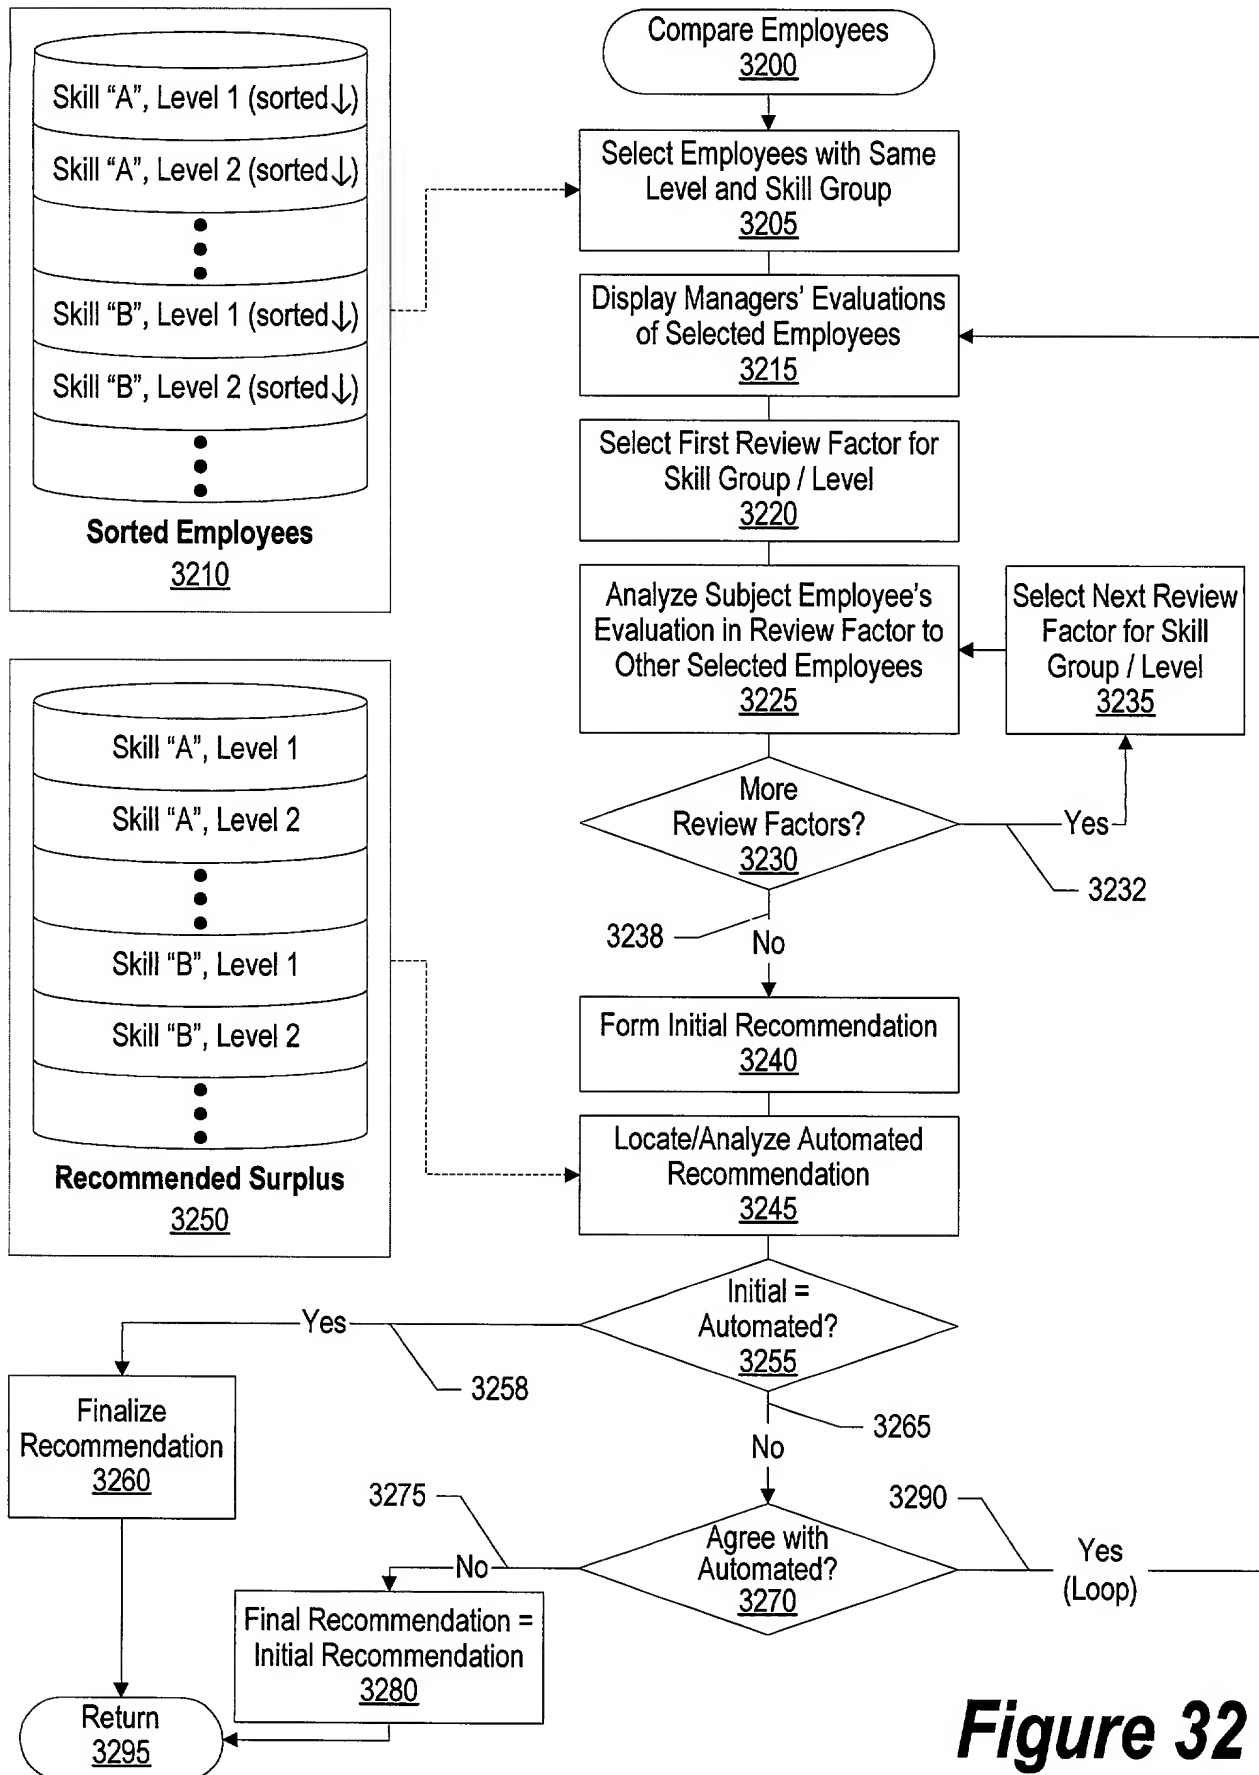 Compare Employees
3200
Skill "A", Level 1 (sorted↓)
Skill "A", Level 2 (sorted↓)
Skill "B", Level 1 (sorted↓)
Skill "B", Level 2 (sorted↓)
Sorted Employees
3210
Select Employees with Same
Level and Skill Group
3205
Display Managers' Evaluations
of Selected Employees
3215
Select First Review Factor for
Skill Group / Level
3220
Analyze Subject Employee's
Evaluation in Review Factor to
Other Selected Employees
3225
Select Next Review
Factor for Skill
Group / Level
3235
More
Review Factors?
3230
Yes
3232
3238
No
Skill "A", Level 1
Skill "A", Level 2
Skill "B", Level 1
Skill "B", Level 2
Recommended Surplus
3250
Form Initial Recommendation
3240
Locate/Analyze Automated
Recommendation
3245
Initial =
Automated?
3255
Yes
3258
3265
No
Finalize
Recommendation
3260
Agree with
Automated?
3270
3275
No
3290
Yes
(Loop)
Final Recommendation =
Initial Recommendation
3280
Return
3295
Figure 32